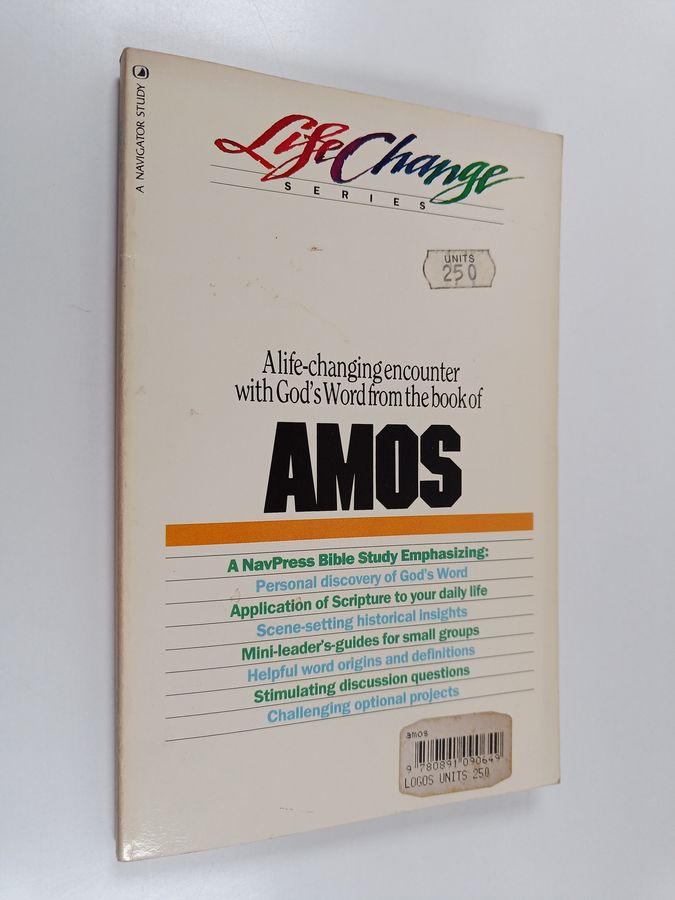 A NAVIGATOR STUDY
LifeChange
SERIES
UNITS
250
A life-changing encounter
with God's Word from the book of
AMOS
A NavPress Bible Study Emphasizing:
Personal discovery of God's Word
Application of Scripture to your daily life
Scene-setting historical insights
Mini-leader's-guides for small groups
Helpful word origins and definitions
Stimulating discussion questions
Challenging optional projects
amos
9 780891 090649
LOGOS UNITS 250